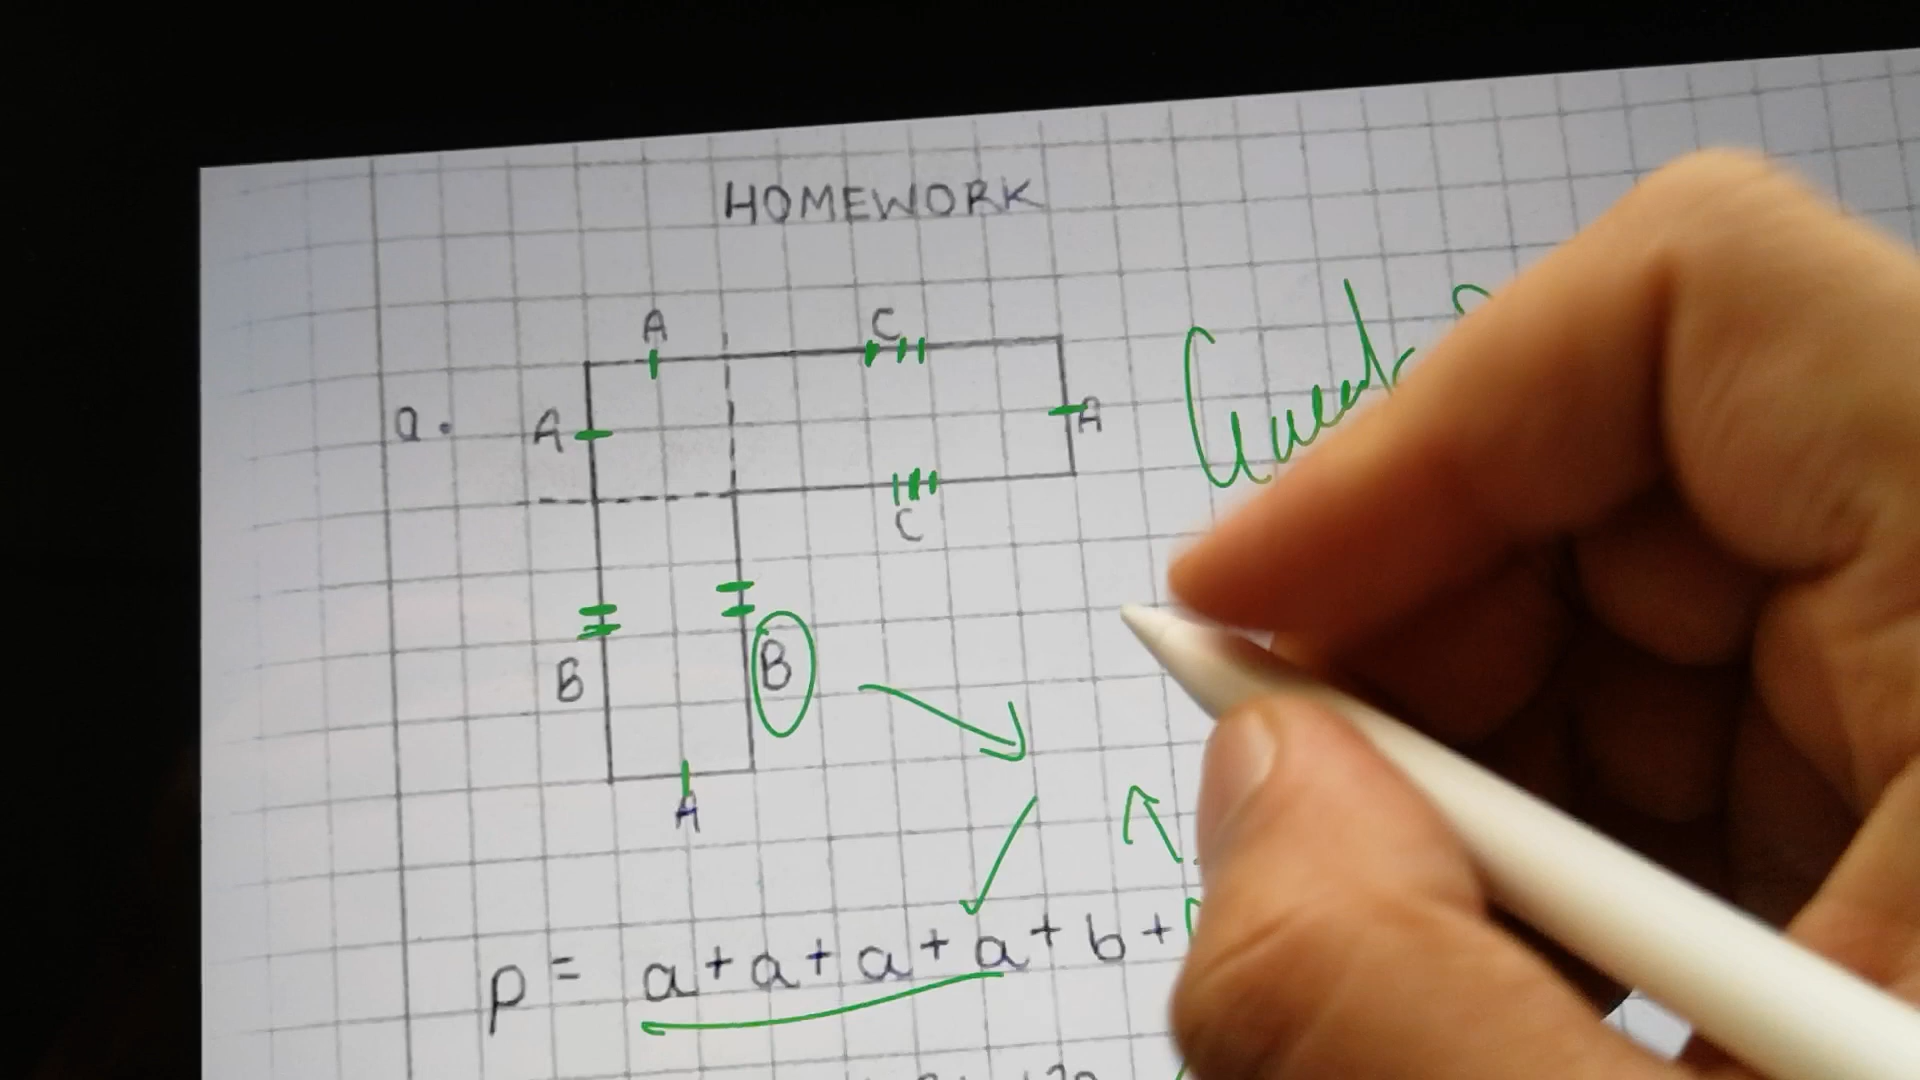 HOMEWORK
A C
a. A A
C
B B
A
p = a + a + a + a + b +